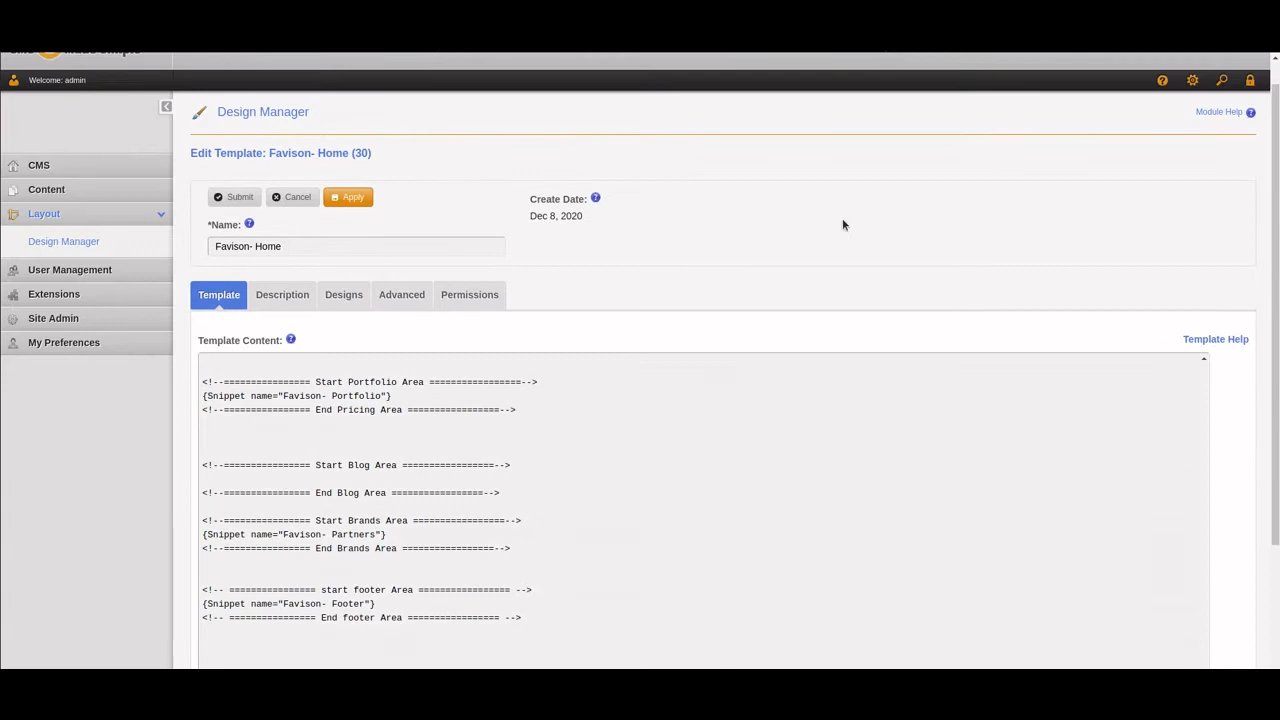 Welcome: admin
Design Manager
Module Help
Edit Template: Favison- Home (30)
CMS
Content
Layout
Design Manager
User Management
Extensions
Site Admin
My Preferences
Submit
Cancel
Apply
Create Date:
Dec 8, 2020
*Name:
Favison- Home
Template
Description
Designs
Advanced
Permissions
Template Content:
Template Help
<!--================ Start Portfolio Area =================-->
{Snippet name="Favison- Portfolio"}
<!--================ End Pricing Area =================-->
<!--================ Start Blog Area =================-->
<!--================ End Blog Area =================-->
<!--================ Start Brands Area =================-->
{Snippet name="Favison- Partners"}
<!--================ End Brands Area =================-->
<!-- ================ start footer Area ================= -->
{Snippet name="Favison- Footer"}
<!-- ================ End footer Area ================= -->